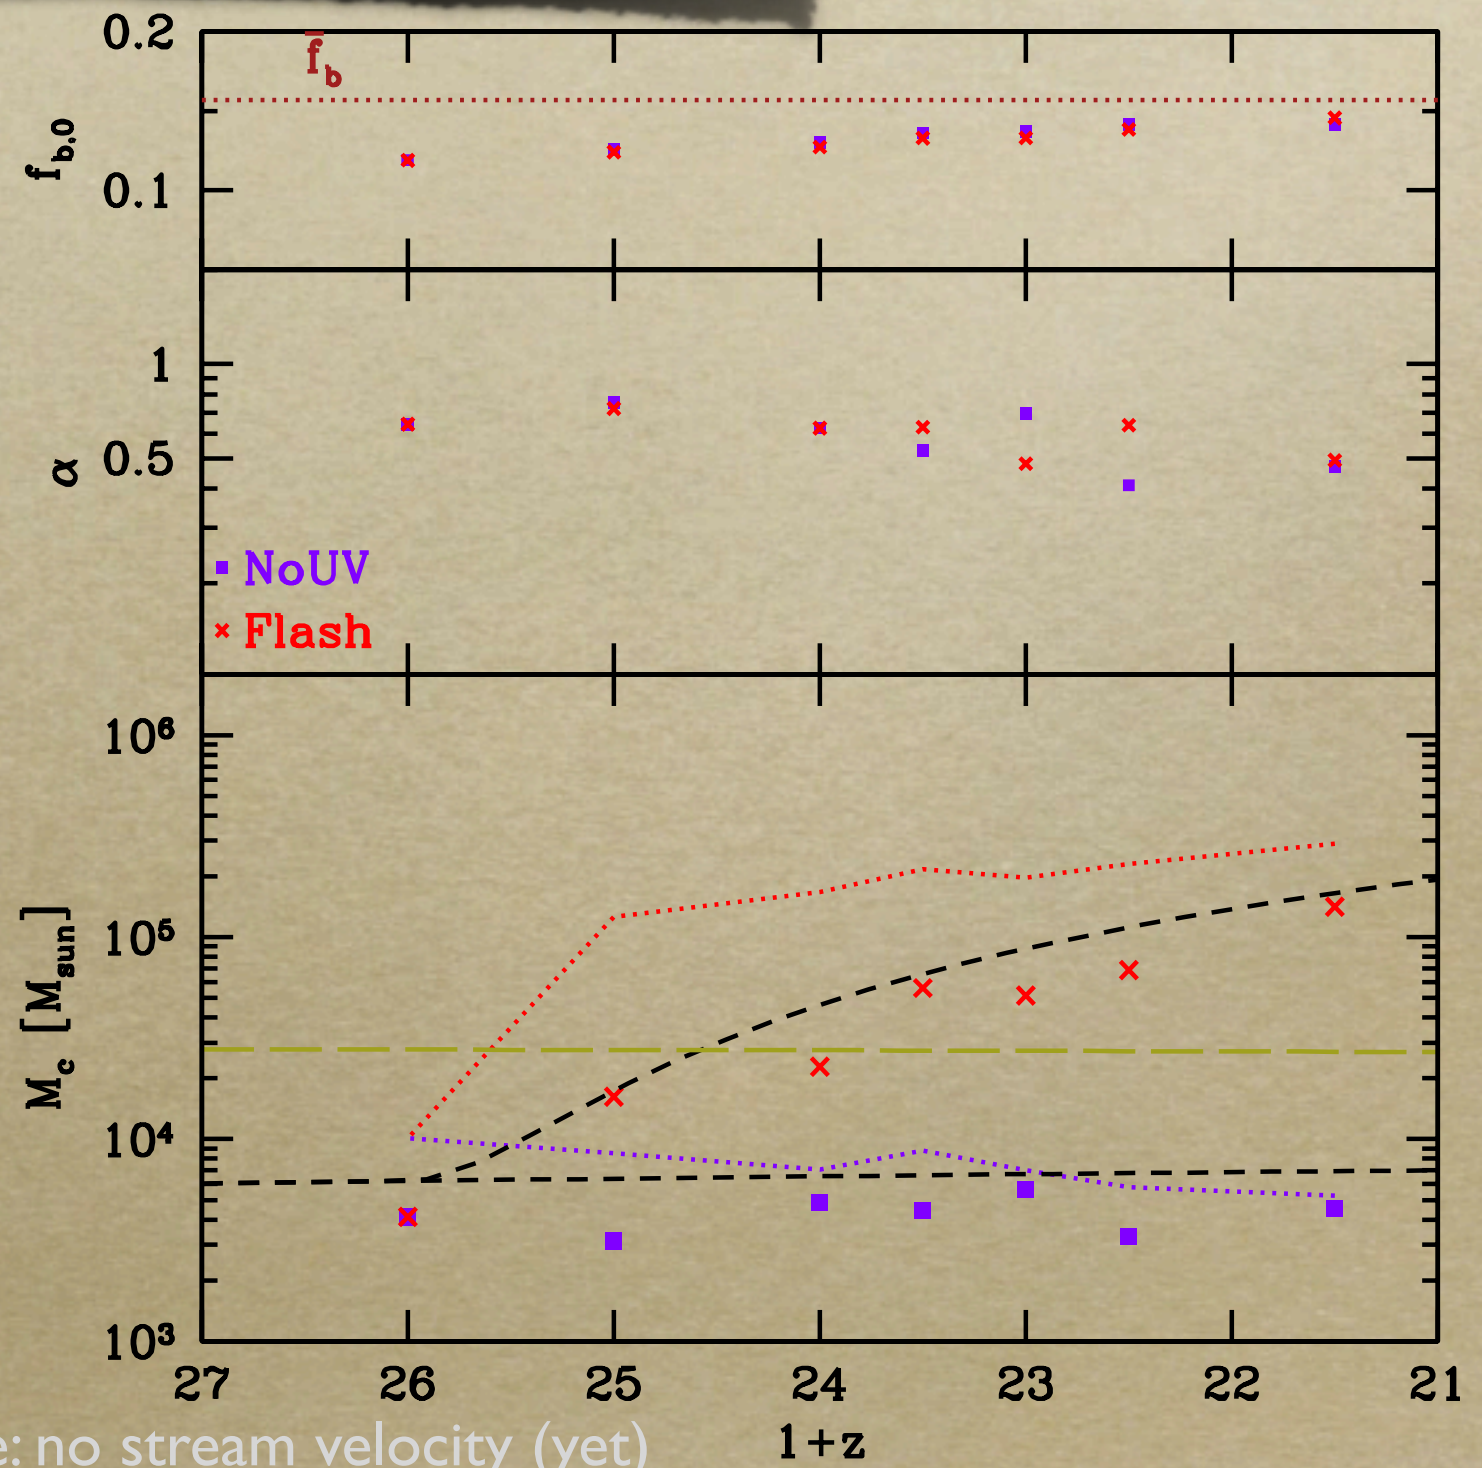 0.2
f̄b
fb,0
0.1
1
α
0.5
NoUV
Flash
10⁶
10⁵
Mc [Msun]
10⁴
10³
27 26 25 24 23 22 21
1+z
e: no stream velocity (yet)